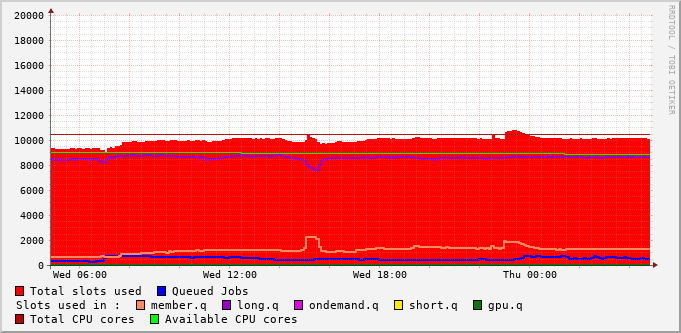 RRDTOOL / TOBI OETIKER
20000
18000
16000
14000
12000
10000
8000
6000
4000
2000
0
Wed 06:00 Wed 12:00 Wed 18:00 Thu 00:00
Total slots used Queued Jobs
Slots used in : member.q long.q ondemand.q short.q gpu.q
Total CPU cores Available CPU cores